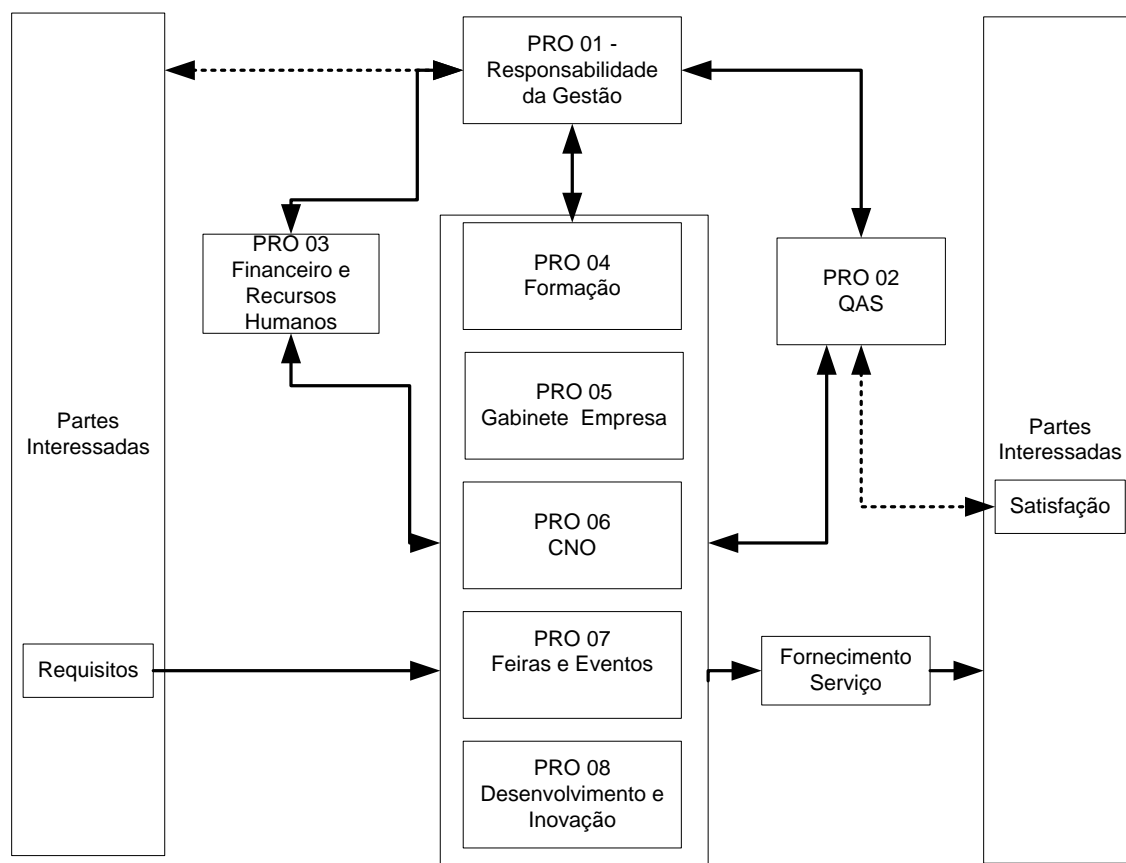 PRO 01 -
Responsabilidade
da Gestão
PRO 03
Financeiro e
Recursos
Humanos
PRO 04
Formação
PRO 02
QAS
PRO 05
Gabinete  Empresa
Partes
Interessadas
Partes
Interessadas
Satisfação
PRO 06
CNO
Requisitos
PRO 07
Feiras e Eventos
Fornecimento
Serviço
PRO 08
Desenvolvimento e
Inovação